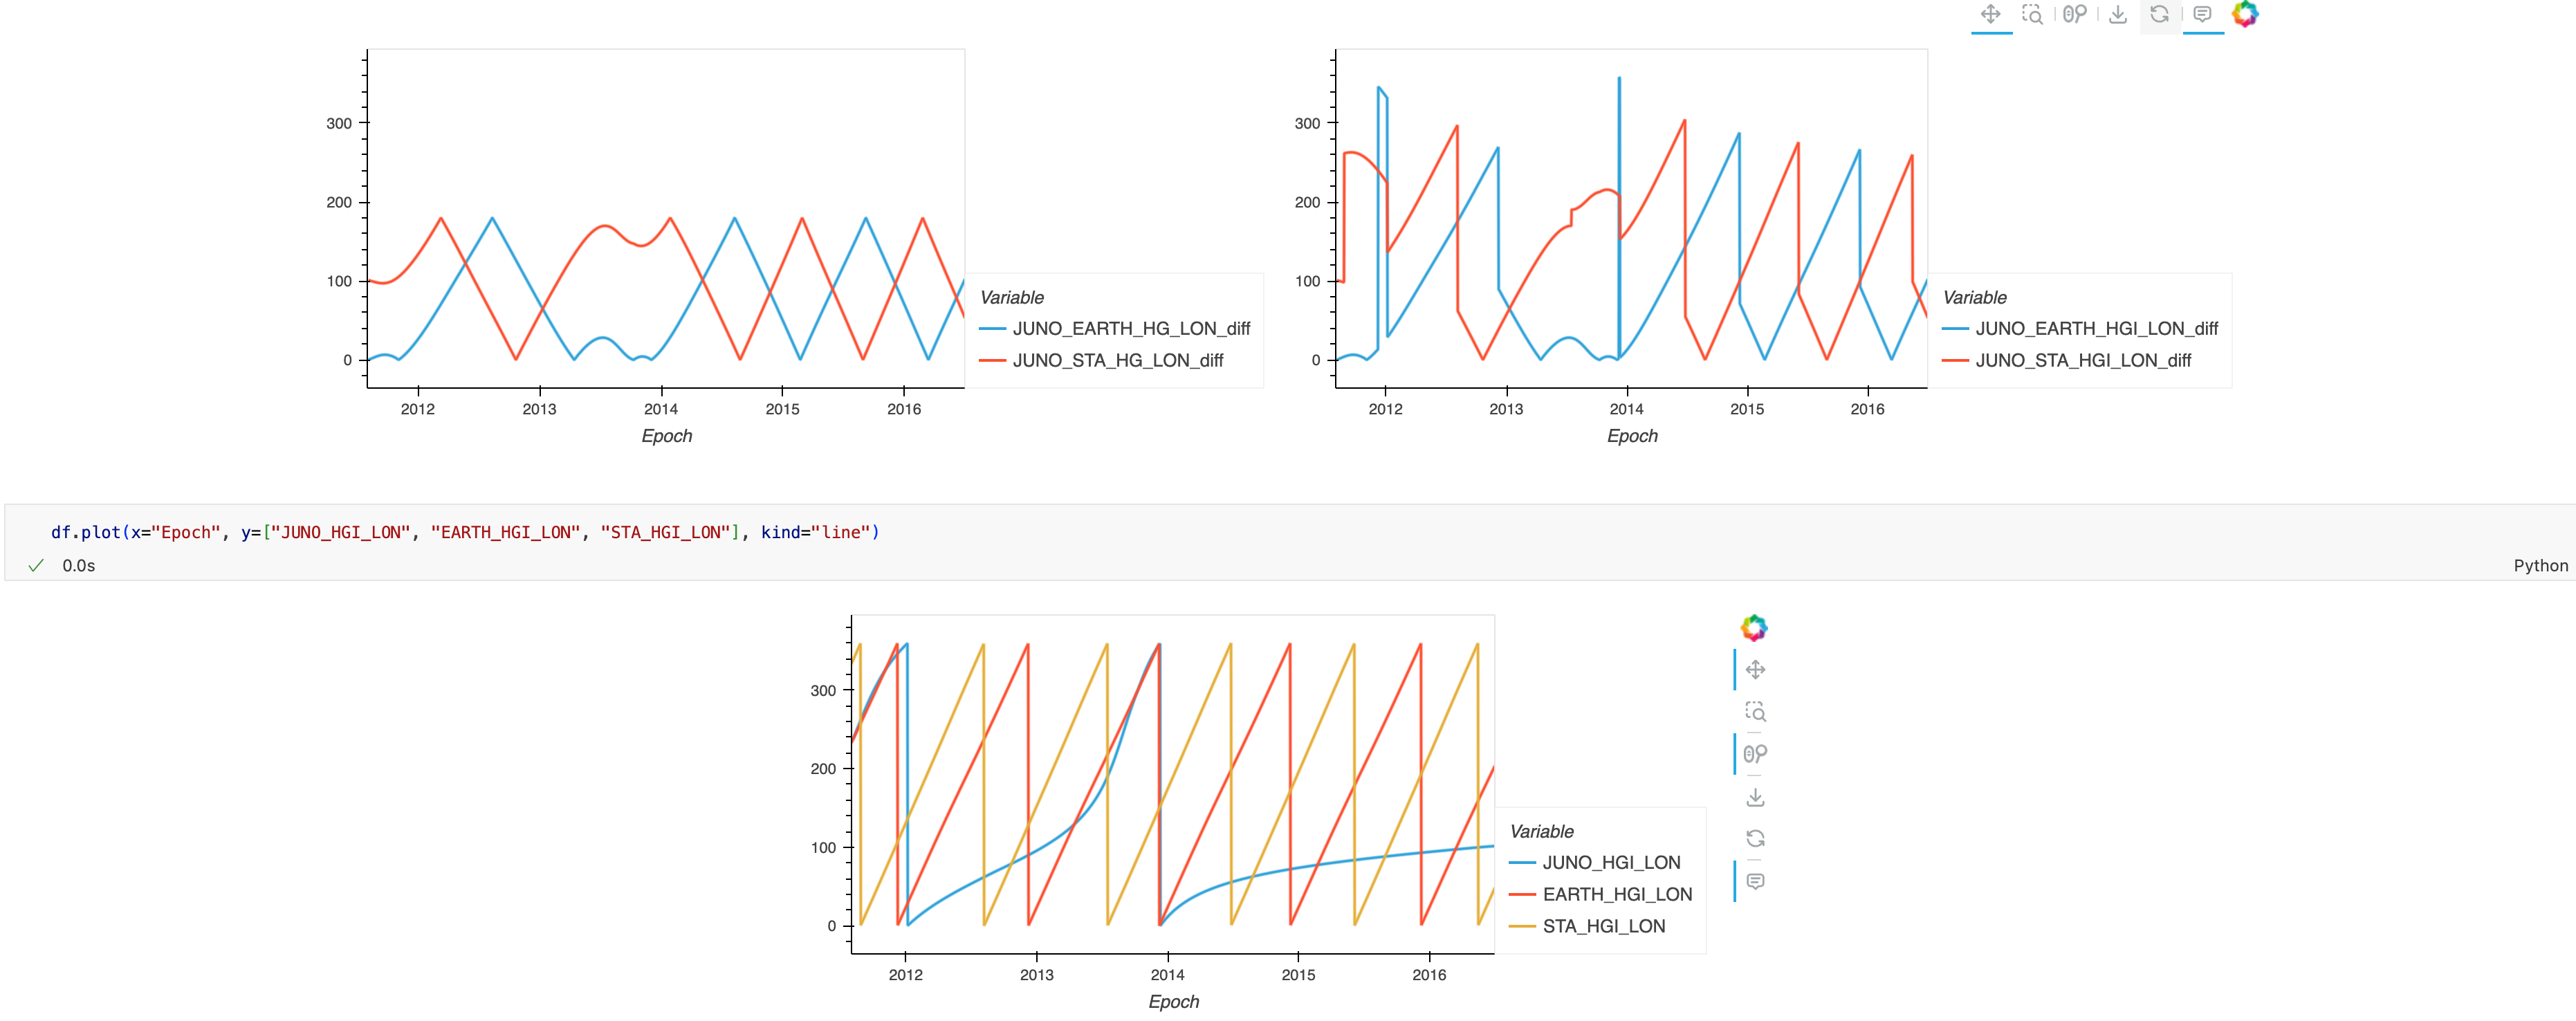 300
200
100
0
2012 2013 2014 2015 2016
Epoch
Variable
JUNO_EARTH_HG_LON_diff
JUNO_STA_HG_LON_diff
300
200
100
0
2012 2013 2014 2015 2016
Epoch
Variable
JUNO_EARTH_HGI_LON_diff
JUNO_STA_HGI_LON_diff
df.plot(x="Epoch", y=["JUNO_HGI_LON", "EARTH_HGI_LON", "STA_HGI_LON"], kind="line")
0.0s Python
300
200
100
0
2012 2013 2014 2015 2016
Epoch
Variable
JUNO_HGI_LON
EARTH_HGI_LON
STA_HGI_LON